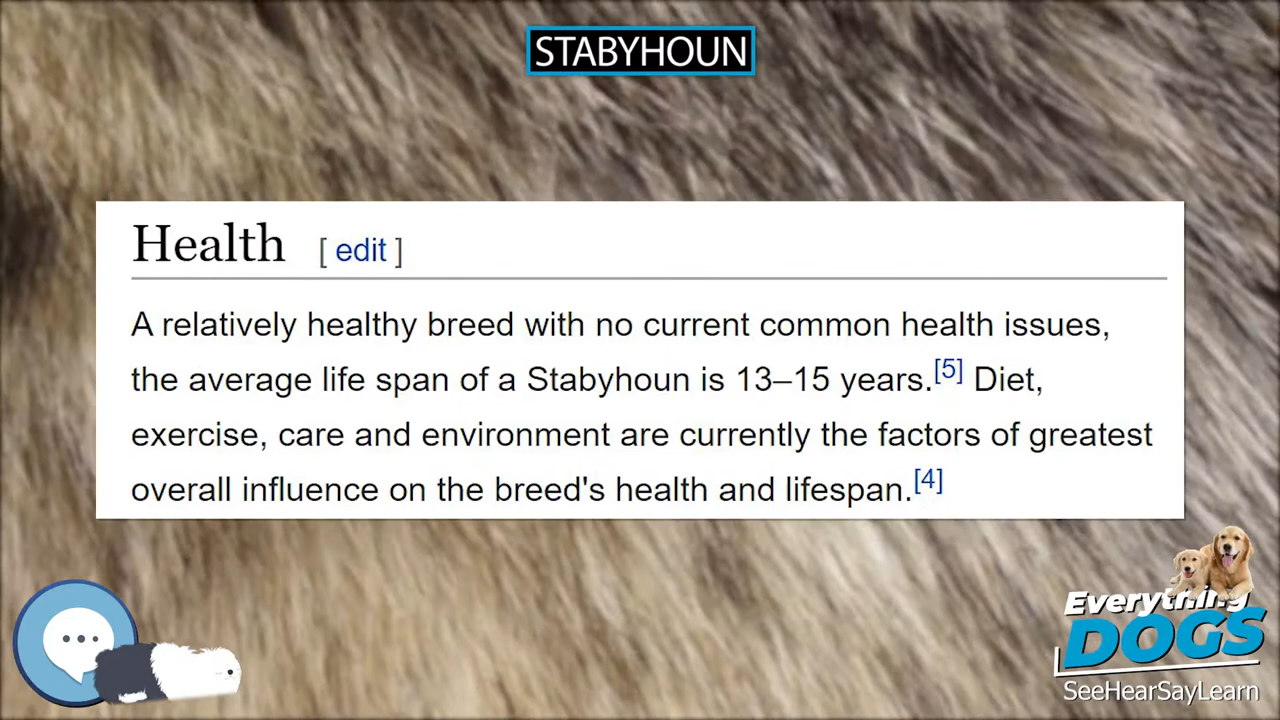 STABYHOUN
Health [ edit ]
A relatively healthy breed with no current common health issues,
the average life span of a Stabyhoun is 13–15 years.[5] Diet,
exercise, care and environment are currently the factors of greatest
overall influence on the breed's health and lifespan.[4]
Everything
DOGS
SeeHearSayLearn